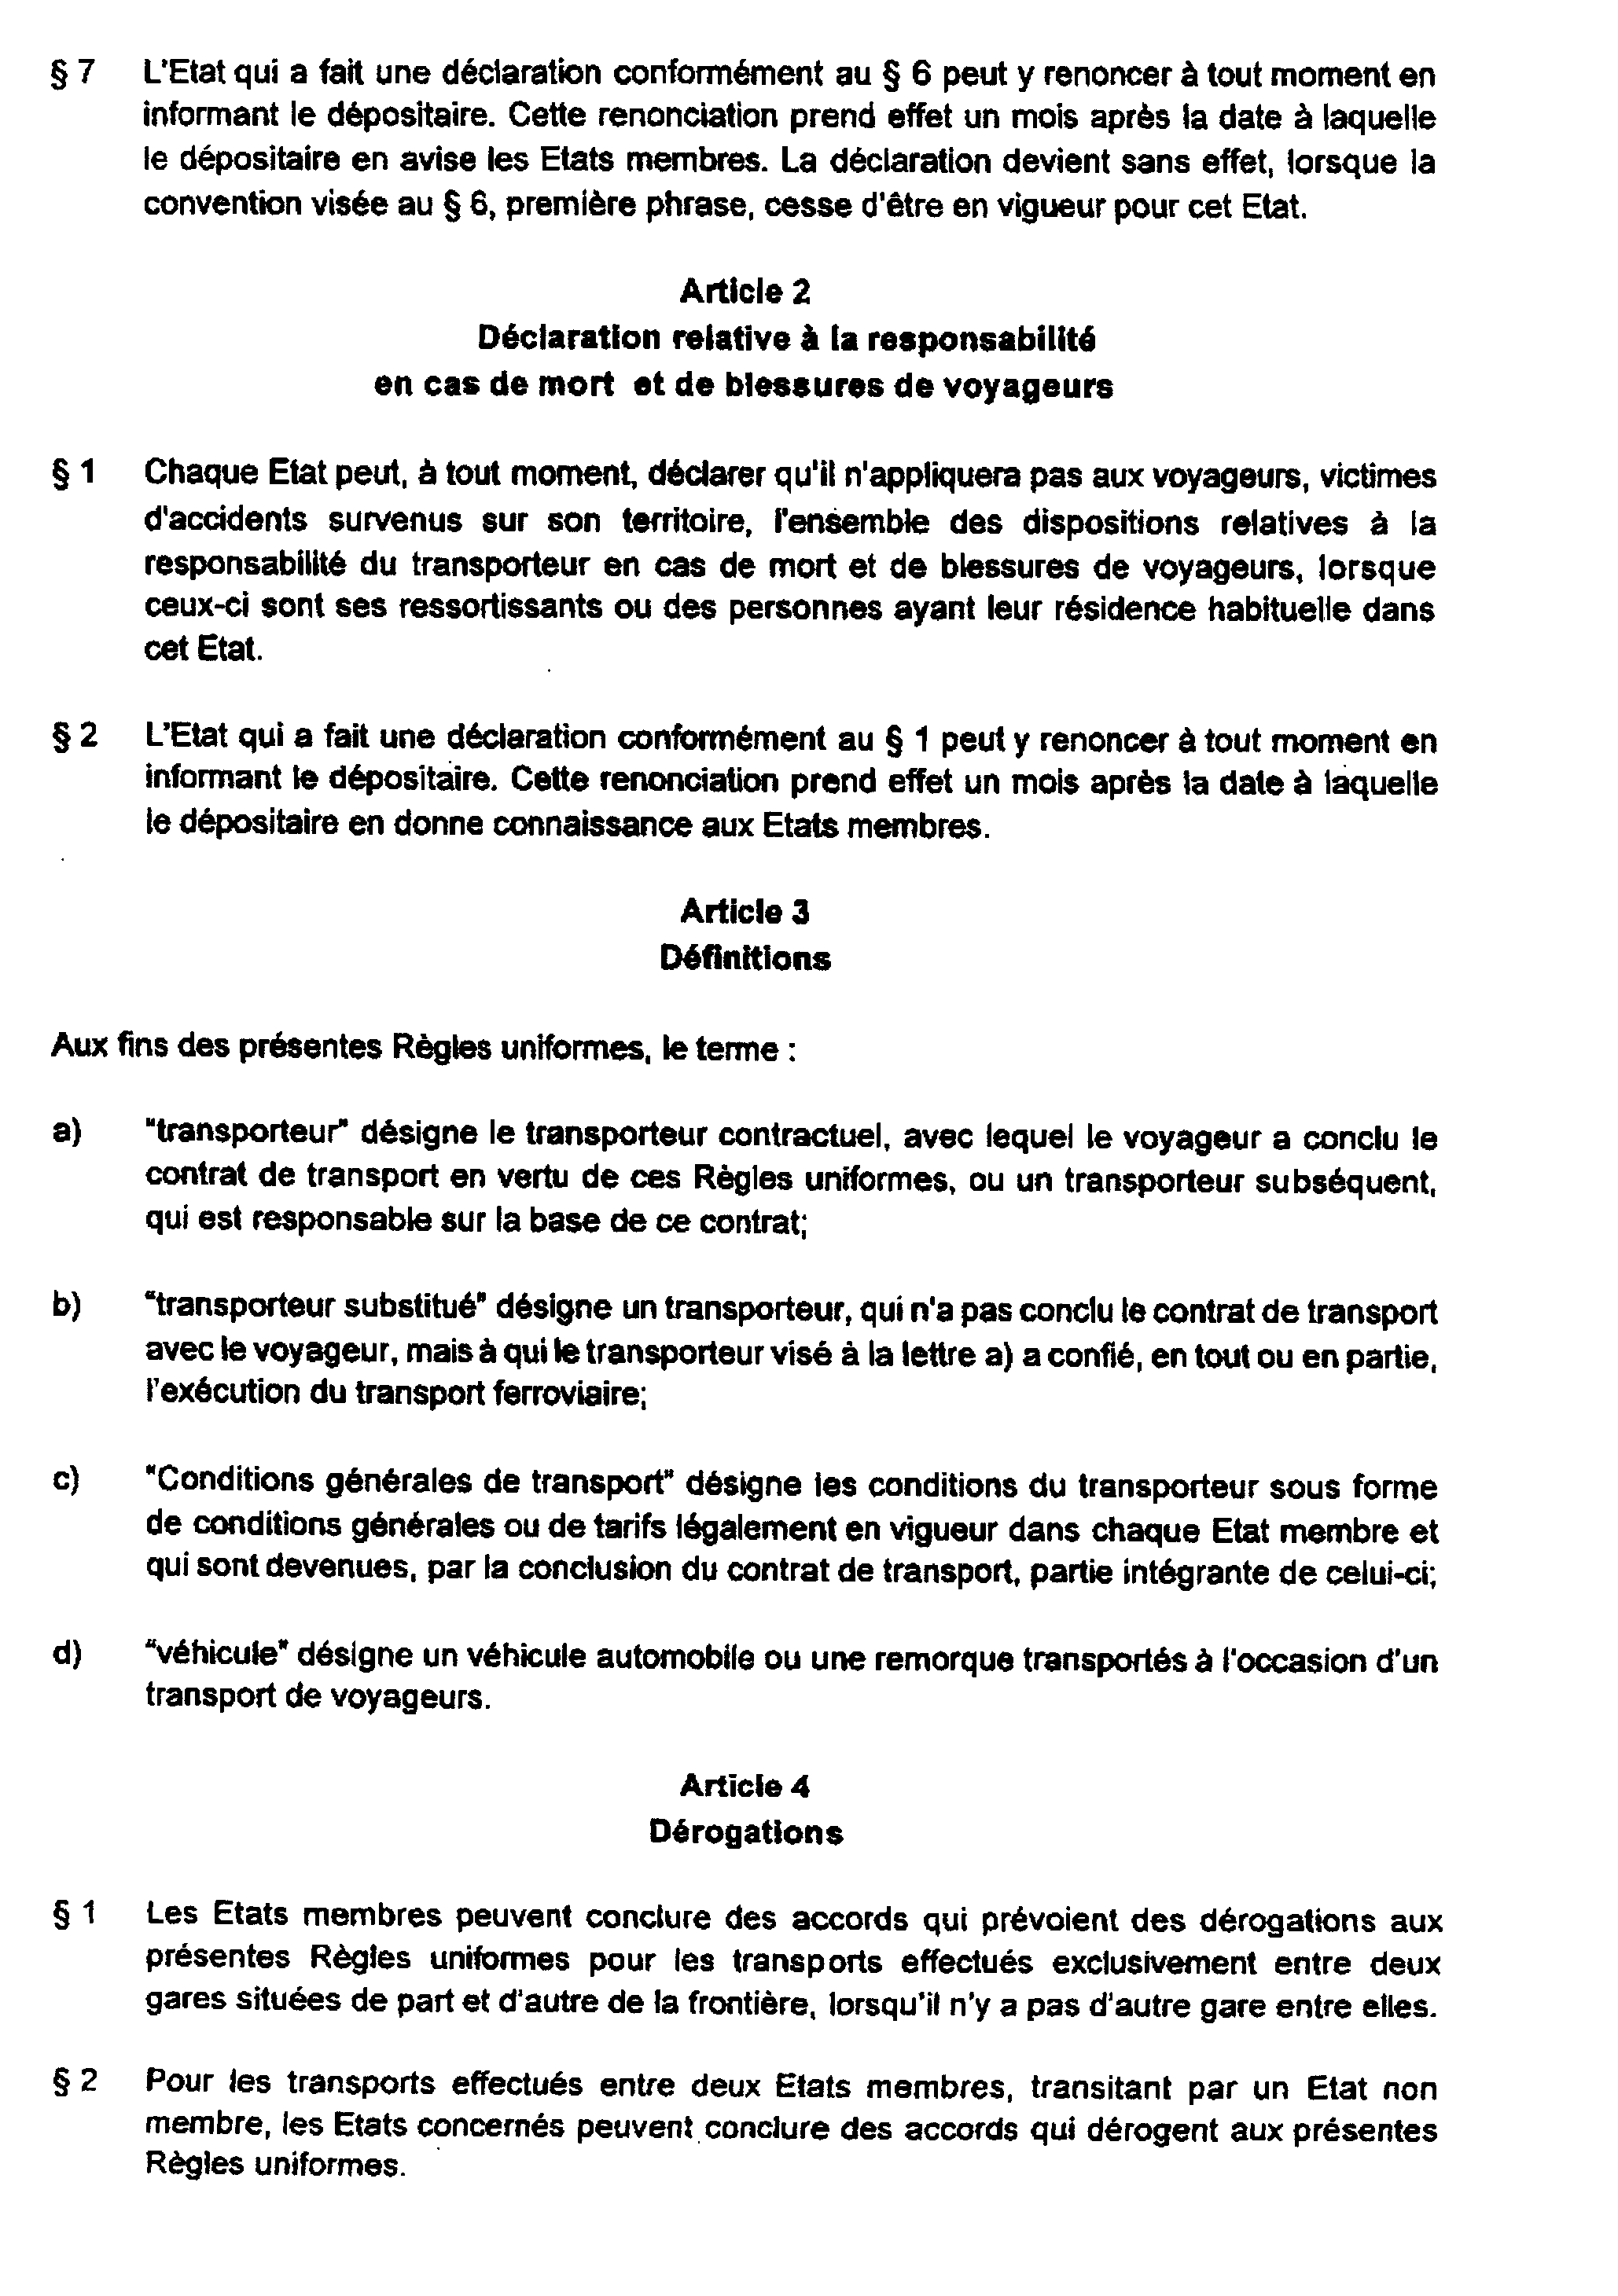 § 7 L'Etat qui a fait une déclaration conformément au § 6 peut y renoncer à tout moment en
informant le dépositaire. Cette renonciation prend effet un mois après la date à laquelle
le dépositaire en avise les Etats membres. La déclaration devient sans effet, lorsque la
convention visée au § 6, première phrase, cesse d'être en vigueur pour cet Etat.
Article 2
Déclaration relative à la responsabilité
en cas de mort et de blessures de voyageurs
§ 1 Chaque Etat peut, à tout moment, déclarer qu'il n'appliquera pas aux voyageurs, victimes
d'accidents survenus sur son territoire, l'ensemble des dispositions relatives à la
responsabilité du transporteur en cas de mort et de blessures de voyageurs, lorsque
ceux-ci sont ses ressortissants ou des personnes ayant leur résidence habituelle dans
cet Etat.
§ 2 L'Etat qui a fait une déclaration conformément au § 1 peut y renoncer à tout moment en
informant le dépositaire. Cette renonciation prend effet un mois après la date à laquelle
le dépositaire en donne connaissance aux Etats membres.
Article 3
Définitions
Aux fins des présentes Règles uniformes, le terme :
a) "transporteur" désigne le transporteur contractuel, avec lequel le voyageur a conclu le
contrat de transport en vertu de ces Règles uniformes, ou un transporteur subséquent,
qui est responsable sur la base de ce contrat;
b) "transporteur substitué" désigne un transporteur, qui n'a pas conclu le contrat de transport
avec le voyageur, mais à qui le transporteur visé à la lettre a) a confié, en tout ou en partie,
l'exécution du transport ferroviaire;
c) "Conditions générales de transport" désigne les conditions du transporteur sous forme
de conditions générales ou de tarifs légalement en vigueur dans chaque Etat membre et
qui sont devenues, par la conclusion du contrat de transport, partie intégrante de celui-ci;
d) "véhicule" désigne un véhicule automobile ou une remorque transportés à l'occasion d'un
transport de voyageurs.
Article 4
Dérogations
§ 1 Les Etats membres peuvent conclure des accords qui prévoient des dérogations aux
présentes Règles uniformes pour les transports effectués exclusivement entre deux
gares situées de part et d'autre de la frontière, lorsqu'il n'y a pas d'autre gare entre elles.
§ 2 Pour les transports effectués entre deux Etats membres, transitant par un Etat non
membre, les Etats concernés peuvent conclure des accords qui dérogent aux présentes
Règles uniformes.